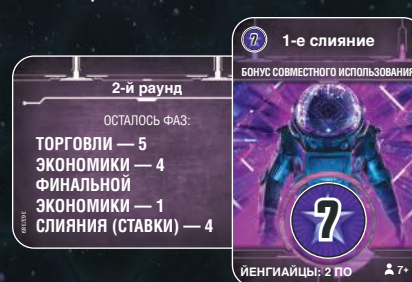 2-й раунд
ОСТАЛОСЬ ФАЗ:
ТОРГОВЛИ — 5
ЭКОНОМИКИ — 4
ФИНАЛЬНОЙ
ЭКОНОМИКИ — 1
СЛИЯНИЯ (СТАВКИ) — 4
7
1-е слияние
БОНУС СОВМЕСТНОГО ИСПОЛЬЗОВАНИЯ
7
ЙЕНГИАЙЦЫ: 2 ПО
7+